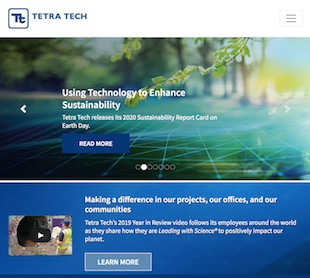 Tt TETRA TECH
Using Technology to Enhance
Sustainability
Tetra Tech releases its 2020 Sustainability Report Card on
Earth Day.
READ MORE
Making a difference in our projects, our offices, and our
communities
Tetra Tech's 2019 Year in Review video follows its employees around the world
as they share how they are Leading with Science® to positively impact our
planet.
LEARN MORE